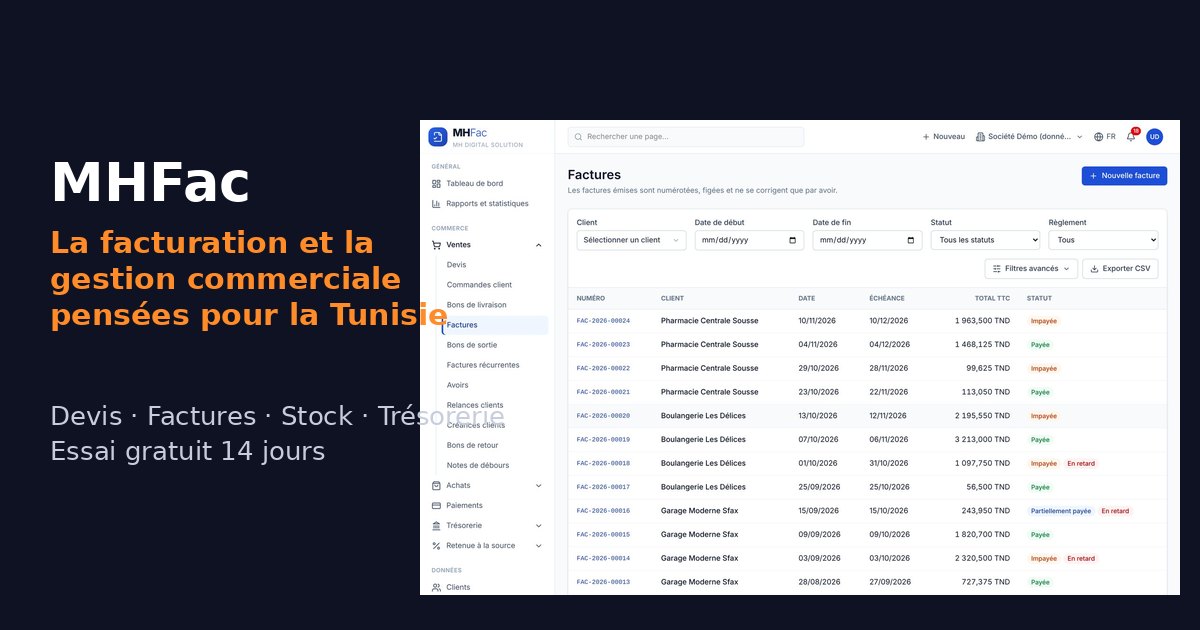 MHFac
La facturation et la
gestion commerciale
pensées pour la Tunisie
Devis · Factures · Stock · Trésorerie
Essai gratuit 14 jours
MHFac
MH DIGITAL SOLUTION
GÉNÉRAL
Tableau de bord
Rapports et statistiques
COMMERCE
Ventes
Devis
Commandes client
Bons de livraison
Factures
Bons de sortie
Factures récurrentes
Avoirs
Relances clients
Créances clients
Bons de retour
Notes de débours
Achats
Paiements
Trésorerie
Retenue à la source
DONNÉES
Clients
Rechercher une page...
Nouveau Société Démo (donné... FR 18 UD
Factures
Les factures émises sont numérotées, figées et ne se corrigent que par avoir.
+ Nouvelle facture
Client Date de début Date de fin Statut Règlement
Sélectionner un client mm/dd/yyyy mm/dd/yyyy Tous les statuts Tous
Filtres avancés Exporter CSV
NUMÉRO CLIENT DATE ÉCHÉANCE TOTAL TTC STATUT
FAC-2026-00024 Pharmacie Centrale Sousse 10/11/2026 10/12/2026 1 963,500 TND Impayée
FAC-2026-00023 Pharmacie Centrale Sousse 04/11/2026 04/12/2026 1 468,125 TND Payée
FAC-2026-00022 Pharmacie Centrale Sousse 29/10/2026 28/11/2026 99,625 TND Impayée
FAC-2026-00021 Pharmacie Centrale Sousse 23/10/2026 22/11/2026 113,050 TND Payée
FAC-2026-00020 Boulangerie Les Délices 13/10/2026 12/11/2026 2 195,550 TND Impayée
FAC-2026-00019 Boulangerie Les Délices 07/10/2026 06/11/2026 3 213,000 TND Payée
FAC-2026-00018 Boulangerie Les Délices 01/10/2026 31/10/2026 1 097,750 TND Impayée En retard
FAC-2026-00017 Boulangerie Les Délices 25/09/2026 25/10/2026 56,500 TND Payée
FAC-2026-00016 Garage Moderne Sfax 15/09/2026 15/10/2026 243,950 TND Partiellement payée En retard
FAC-2026-00015 Garage Moderne Sfax 09/09/2026 09/10/2026 1 820,700 TND Payée
FAC-2026-00014 Garage Moderne Sfax 03/09/2026 03/10/2026 2 320,500 TND Impayée En retard
FAC-2026-00013 Garage Moderne Sfax 28/08/2026 27/09/2026 727,375 TND Payée